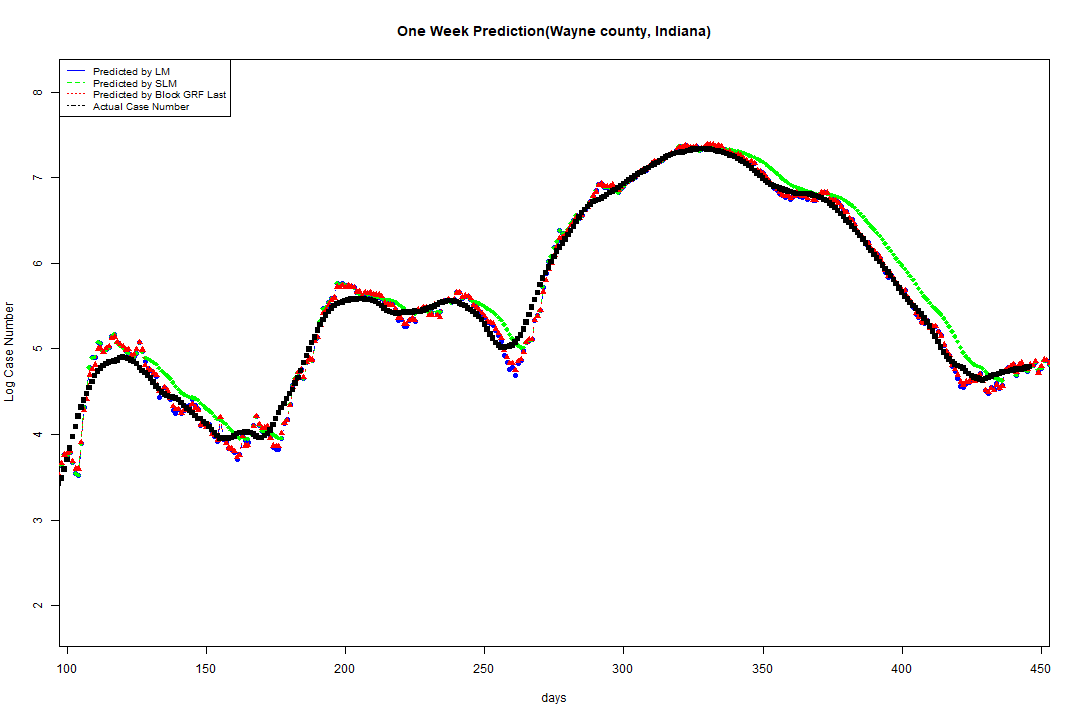 One Week Prediction(Wayne county, Indiana)
Predicted by LM
Predicted by SLM
Predicted by Block GRF Last
Actual Case Number
8
7
6
5
4
3
2
Log Case Number
100 150 200 250 300 350 400 450
days